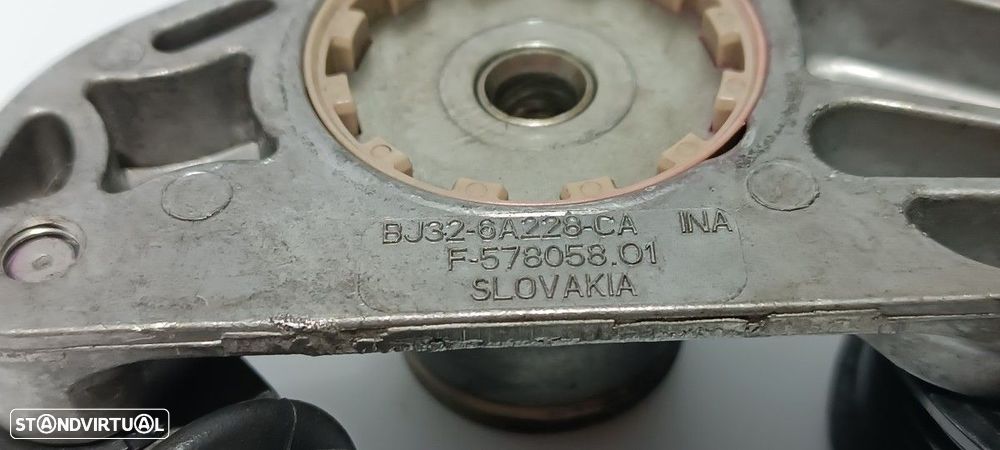 BJ32-6A228-CA INA
F-578058.01
SLOVAKIA
STANDVIRTUAL